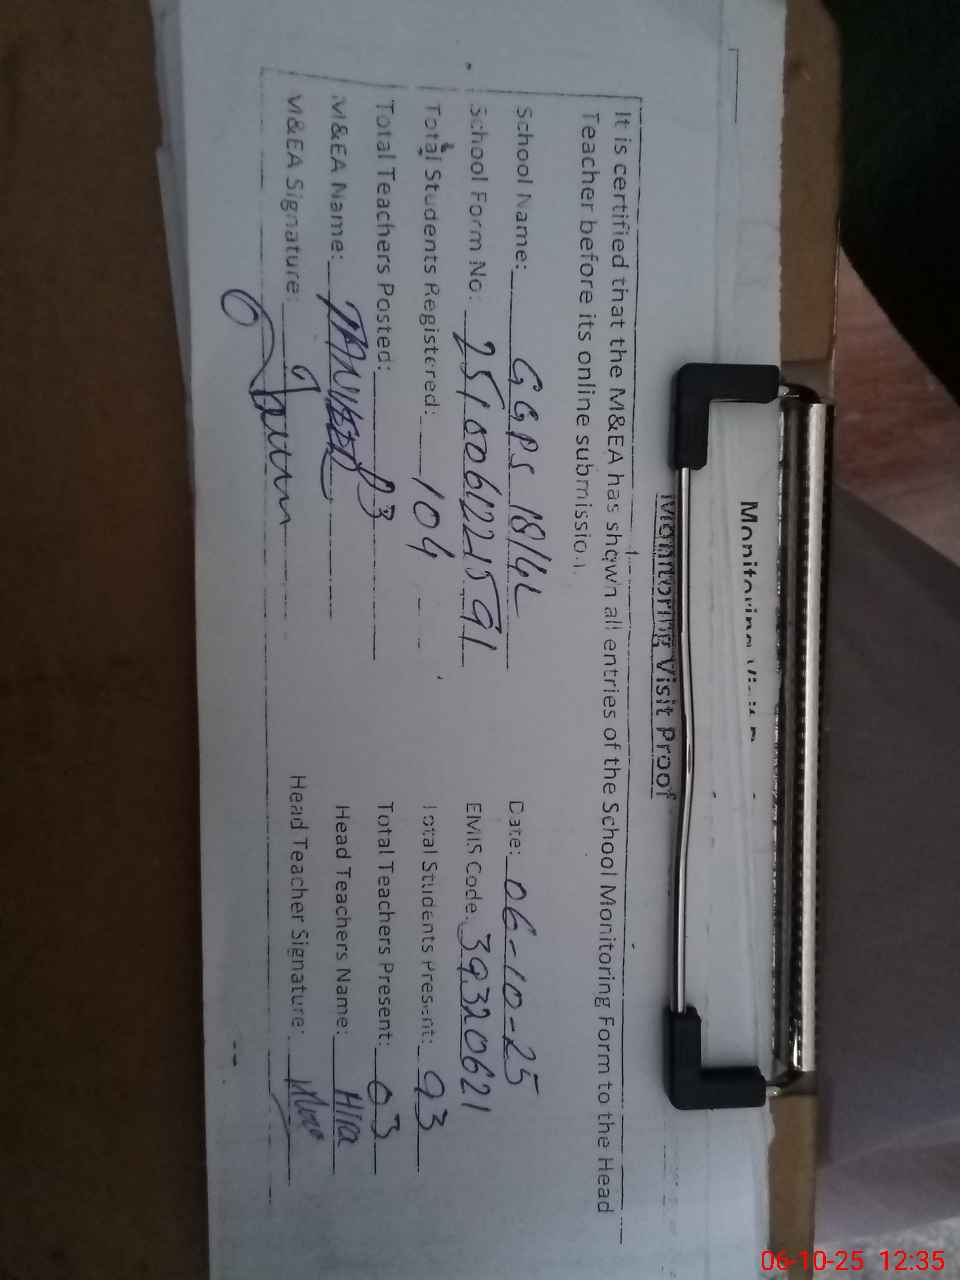 Monitoring Visit Proof
It is certified that the M&EA has shown all entries of the School Monitoring Form to the Head
Teacher before its online submission.
School Name: GGPS 18/4L Date: 06-10-25
School Form No: 2510061221591 EMIS Code: 39320621
Total Students Registered: 104 Total Students Present: 93
Total Teachers Posted: 03 Total Teachers Present: 03
M&EA Name: TANVEER Head Teachers Name: Hira
M&EA Signature: Head Teacher Signature:
06-10-25 12:35